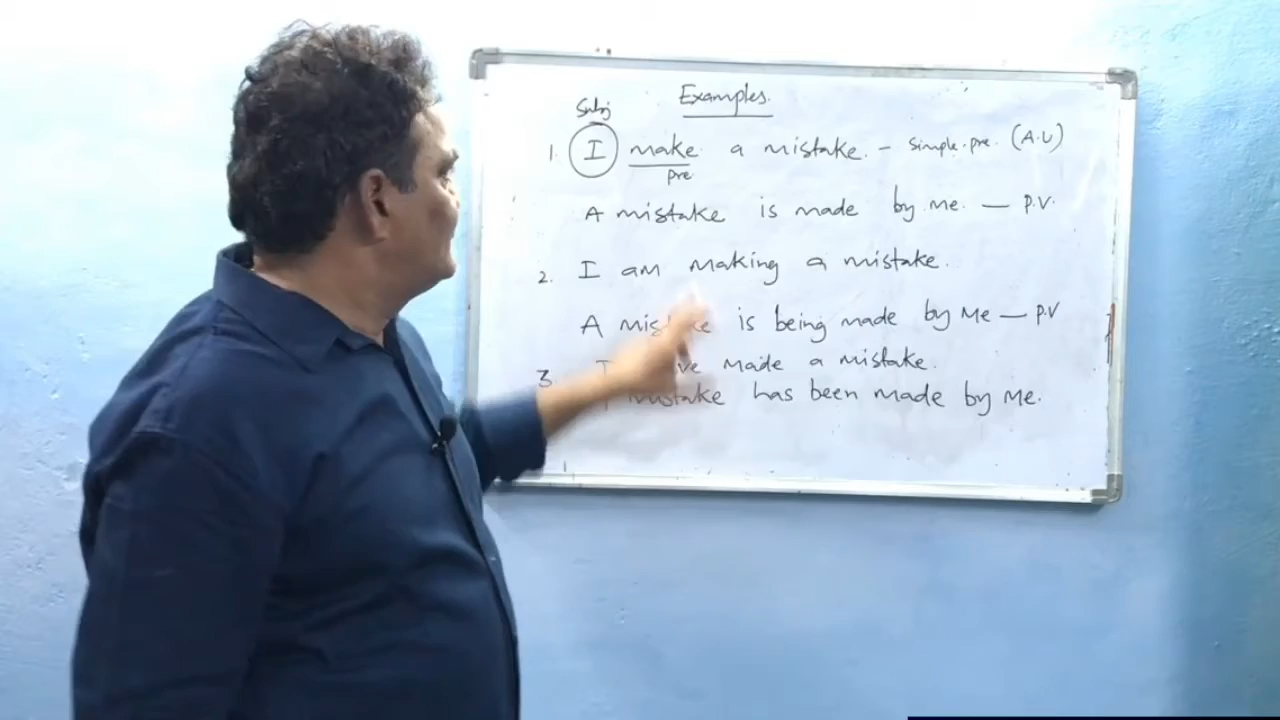 Examples.
Subj
1. I make a mistake. - simple. pre. (A.V)
pre
A mistake is made by me. — P.V.
2. I am making a mistake.
A is being made by Me — P.V
3. made a mistake.
mistake has been made by Me.